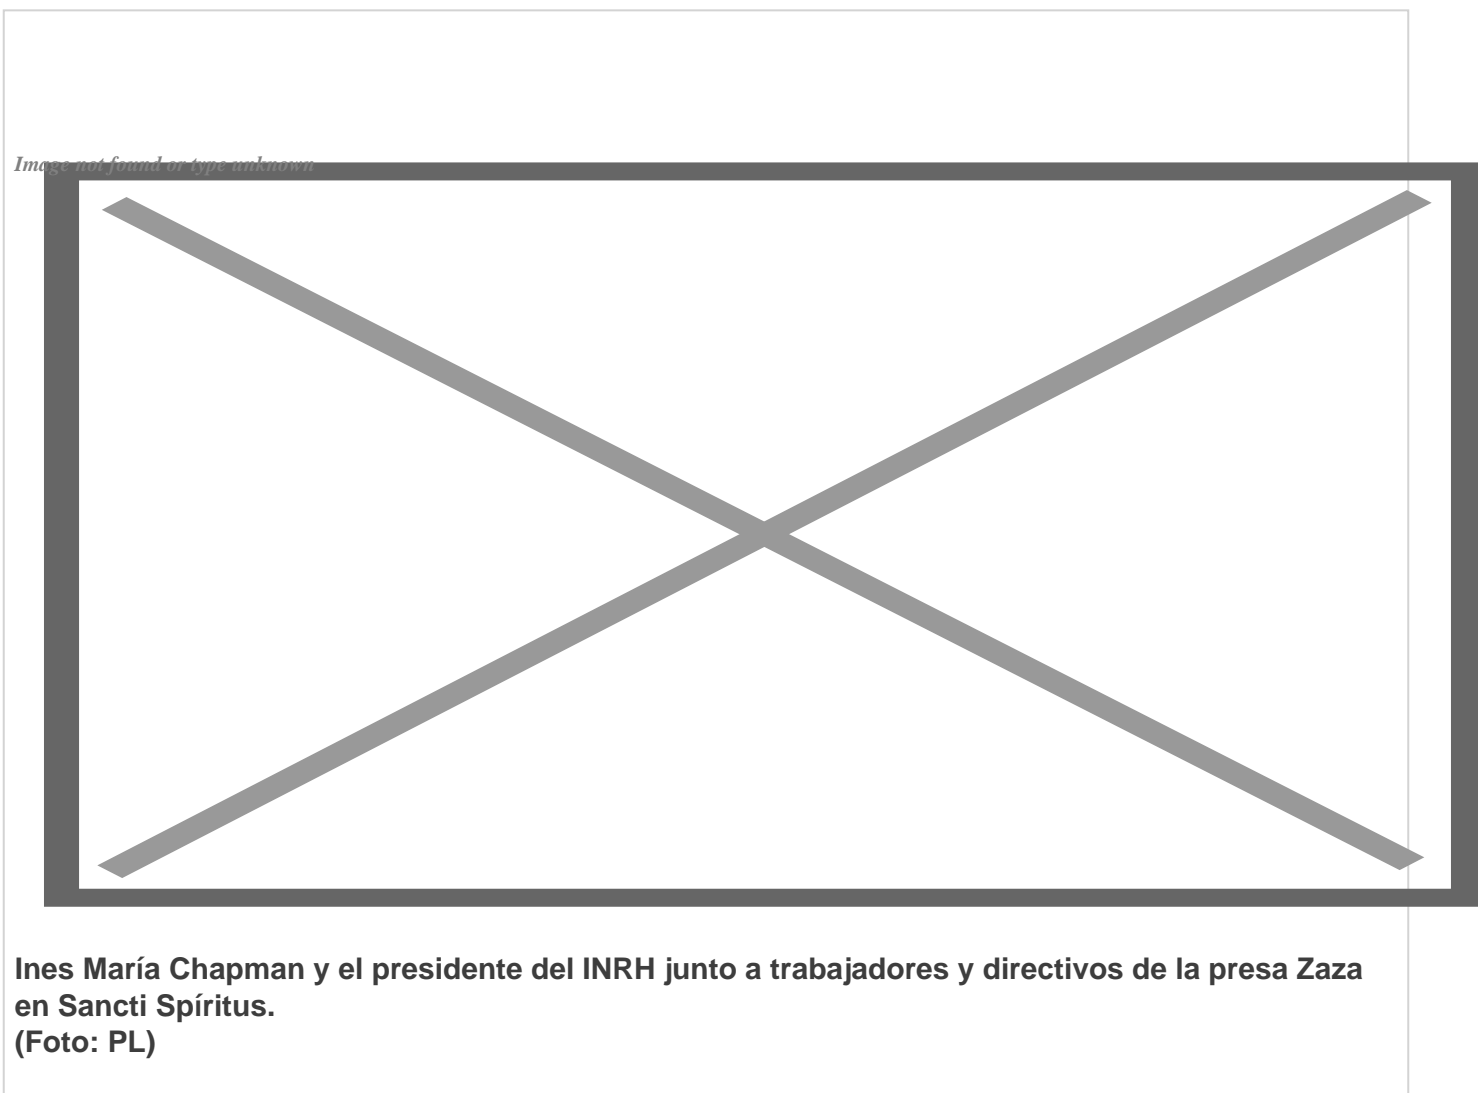 Image not found or type unknown
Ines María Chapman y el presidente del INRH junto a trabajadores y directivos de la presa Zaza
en Sancti Spíritus.
(Foto: PL)